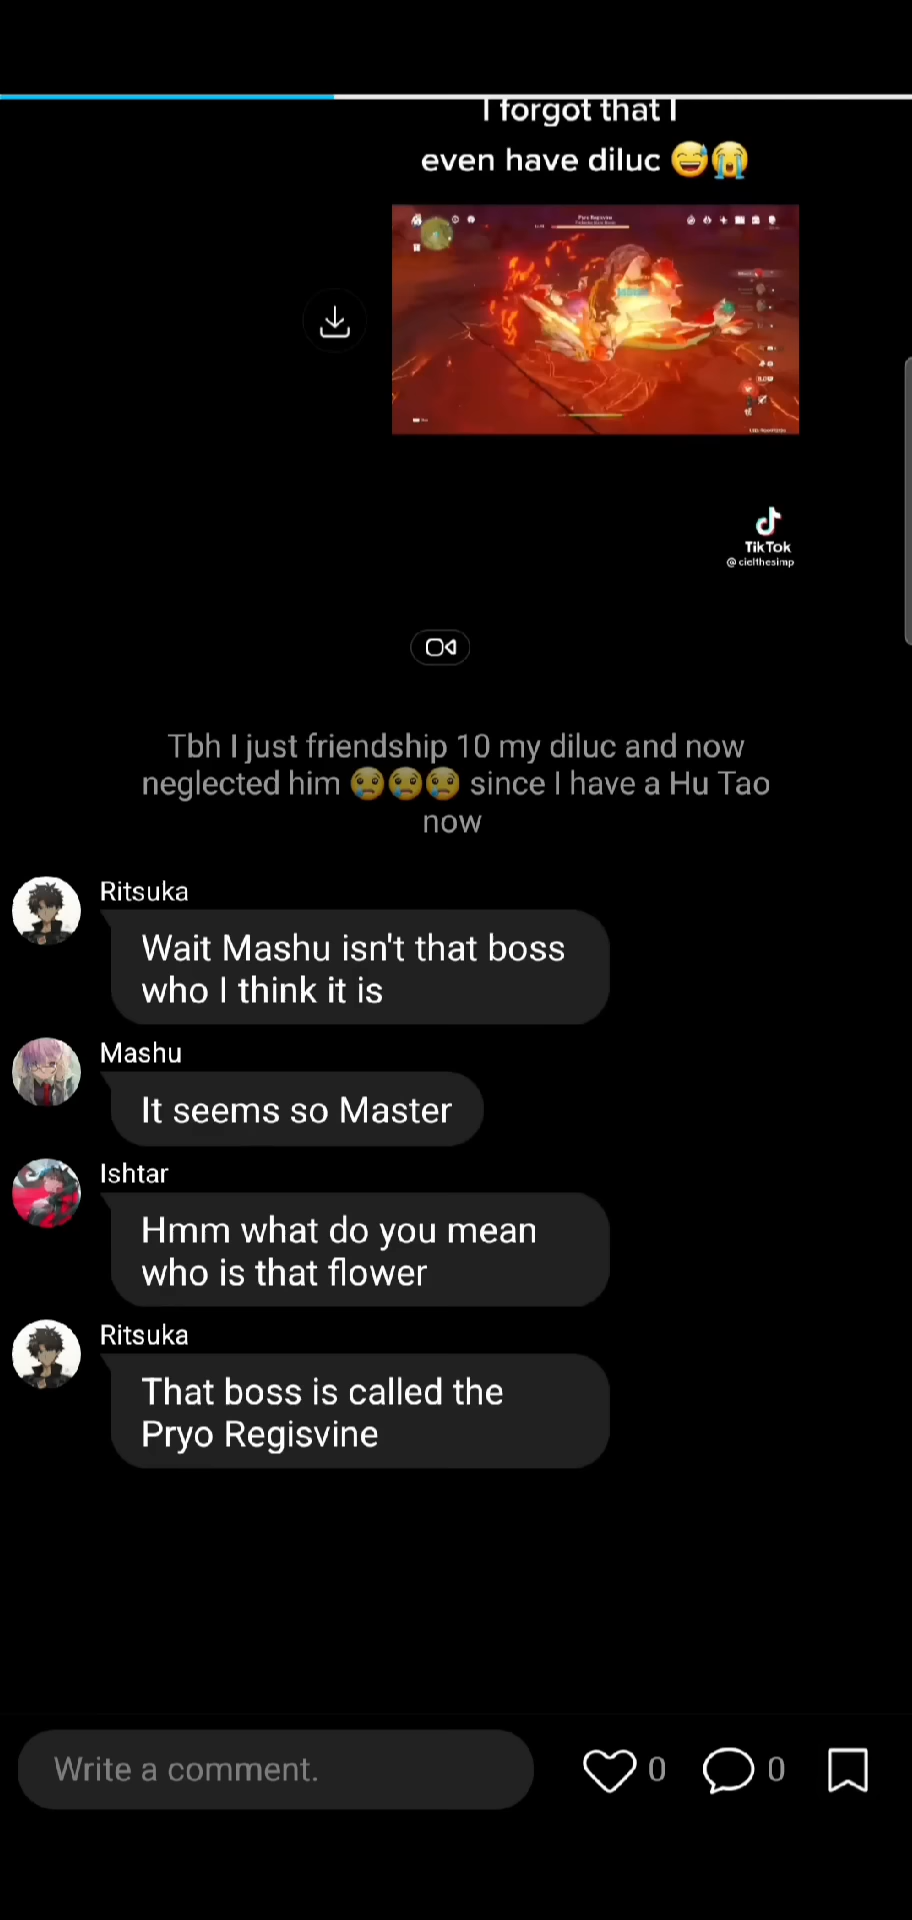 I forgot that I
even have diluc 😅😭
Pyro Regisvine
TikTok
@cielthesimp
Tbh I just friendship 10 my diluc and now
neglected him 😢😢😢 since I have a Hu Tao
now
Ritsuka
Wait Mashu isn't that boss
who I think it is
Mashu
It seems so Master
Ishtar
Hmm what do you mean
who is that flower
Ritsuka
That boss is called the
Pryo Regisvine
Write a comment.
0
0